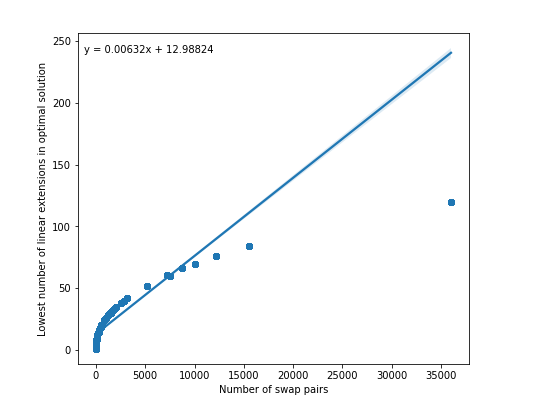 y = 0.00632x + 12.98824
Lowest number of linear extensions in optimal solution
250
200
150
100
50
0
0 5000 10000 15000 20000 25000 30000 35000
Number of swap pairs